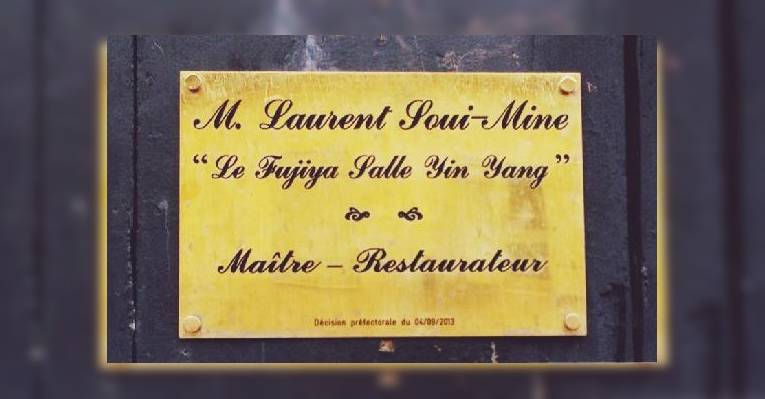 M. Laurent Soui-Mine
“Le Fujiya Salle Yin Yang”
Maître – Restaurateur
Décision préfectorale du 04/09/2013